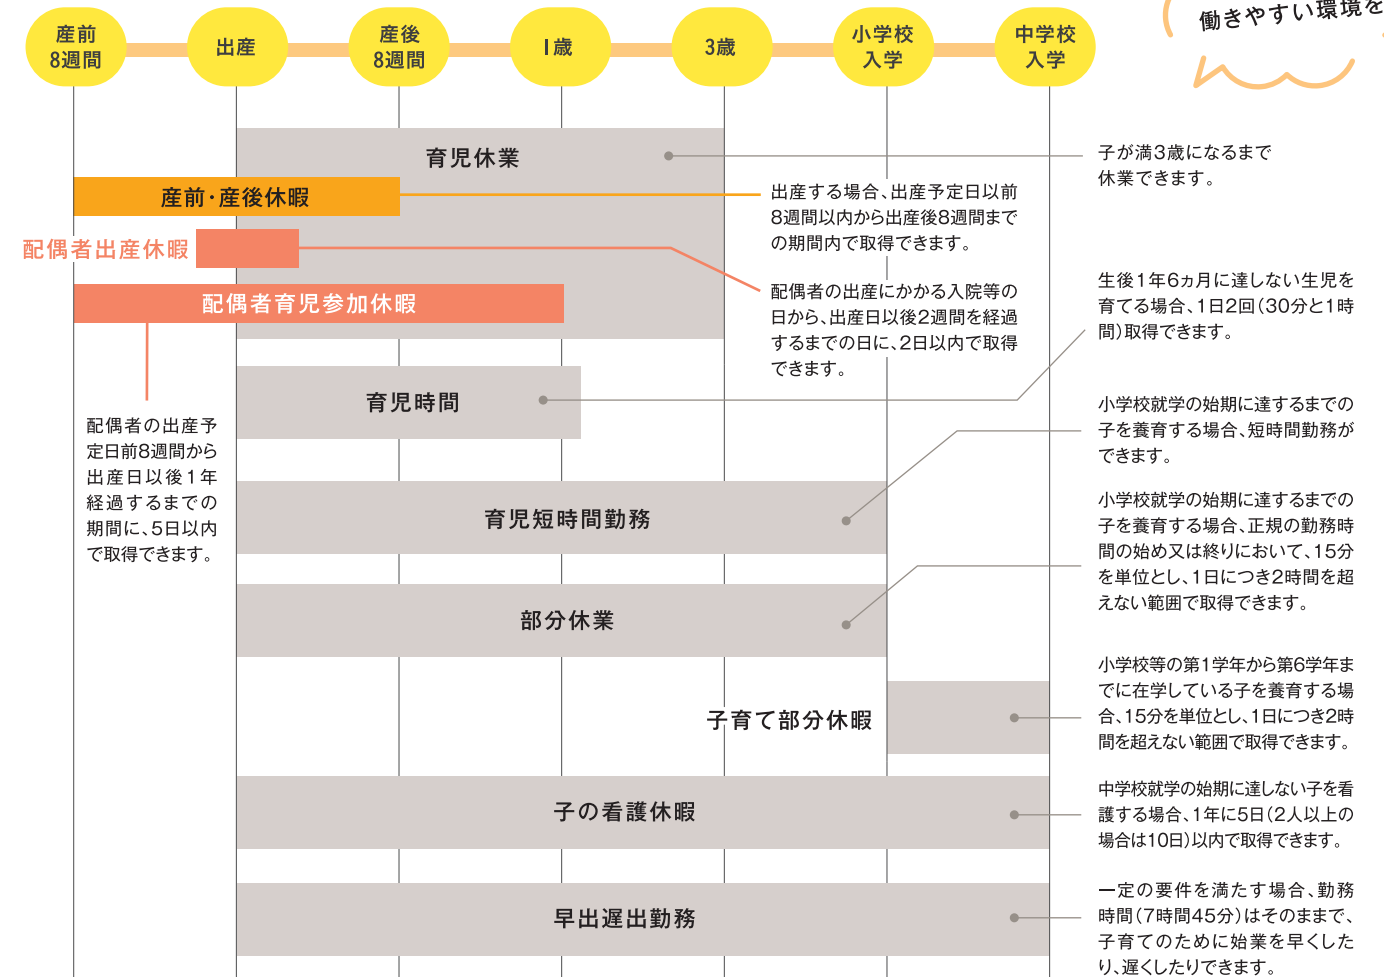 働きやすい環境を
産前
8週間
出産
産後
8週間
1歳
3歳
小学校
入学
中学校
入学
育児休業
子が満3歳になるまで
休業できます。
産前・産後休暇
出産する場合、出産予定日以前
8週間以内から出産後8週間まで
の期間内で取得できます。
配偶者出産休暇
配偶者の出産にかかる入院等の
日から、出産日以後2週間を経過
するまでの日に、2日以内で取得
できます。
配偶者育児参加休暇
配偶者の出産予
定日前8週間から
出産日以後1年
経過するまでの
期間に、5日以内
で取得できます。
育児時間
生後1年6ヵ月に達しない生児を
育てる場合、1日2回(30分と1時
間)取得できます。
育児短時間勤務
小学校就学の始期に達するまでの
子を養育する場合、短時間勤務が
できます。
部分休業
小学校就学の始期に達するまでの
子を養育する場合、正規の勤務時
間の始め又は終りにおいて、15分
を単位とし、1日につき2時間を超
えない範囲で取得できます。
子育て部分休暇
小学校等の第1学年から第6学年ま
でに在学している子を養育する場
合、15分を単位とし、1日につき2時
間を超えない範囲で取得できます。
子の看護休暇
中学校就学の始期に達しない子を看
護する場合、1年に5日(2人以上の
場合は10日)以内で取得できます。
早出遅出勤務
一定の要件を満たす場合、勤務
時間(7時間45分)はそのままで、
子育てのために始業を早くした
り、遅くしたりできます。